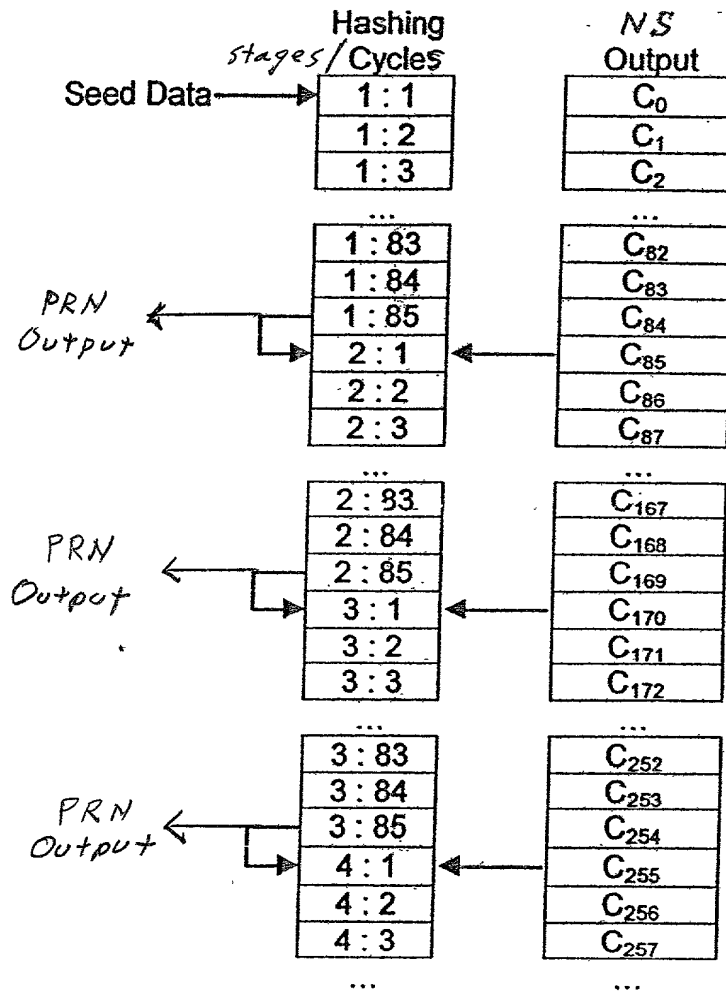 Hashing NS
stages/Cycles Output
Seed Data 1 : 1 C₀
1 : 2 C₁
1 : 3 C₂
... ...
1 : 83 C₈₂
1 : 84 C₈₃
PRN Output 1 : 85 C₈₄
2 : 1 C₈₅
2 : 2 C₈₆
2 : 3 C₈₇
... ...
2 : 83 C₁₆₇
2 : 84 C₁₆₈
PRN Output 2 : 85 C₁₆₉
3 : 1 C₁₇₀
3 : 2 C₁₇₁
3 : 3 C₁₇₂
... ...
3 : 83 C₂₅₂
3 : 84 C₂₅₃
PRN Output 3 : 85 C₂₅₄
4 : 1 C₂₅₅
4 : 2 C₂₅₆
4 : 3 C₂₅₇
... ...